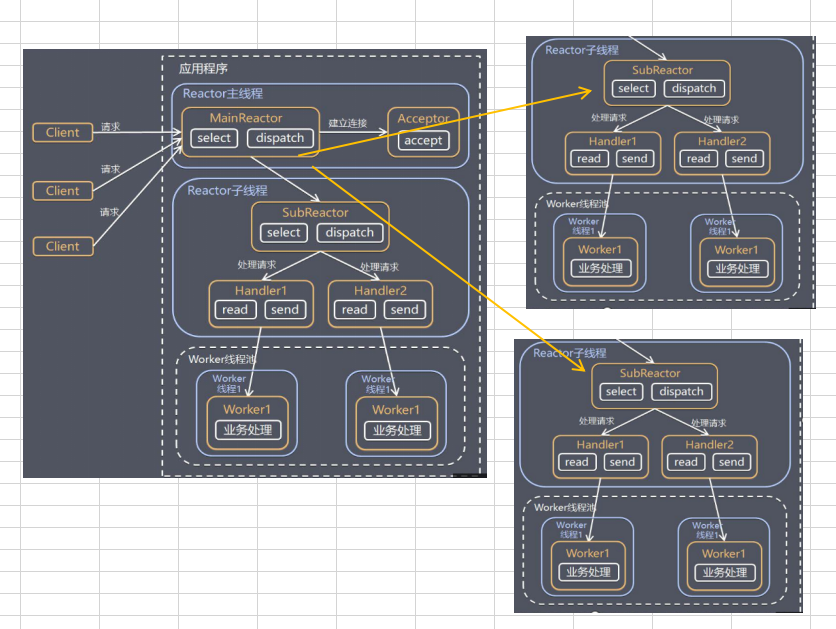 应用程序
Reactor主线程
MainReactor
select
dispatch
建立连接
Acceptor
accept
Client
请求
Client
请求
Client
请求
Reactor子线程
SubReactor
select
dispatch
处理请求
处理请求
Handler1
read
send
Handler2
read
send
Worker线程池
Worker
线程1
Worker1
业务处理
Worker
线程1
Worker1
业务处理
Reactor子线程
SubReactor
select
dispatch
处理请求
处理请求
Handler1
read
send
Handler2
read
send
Worker线程池
Worker
线程1
Worker1
业务处理
Worker
线程1
Worker1
业务处理
Reactor子线程
SubReactor
select
dispatch
处理请求
处理请求
Handler1
read
send
Handler2
read
send
Worker线程池
Worker
线程1
Worker1
业务处理
Worker
线程1
Worker1
业务处理